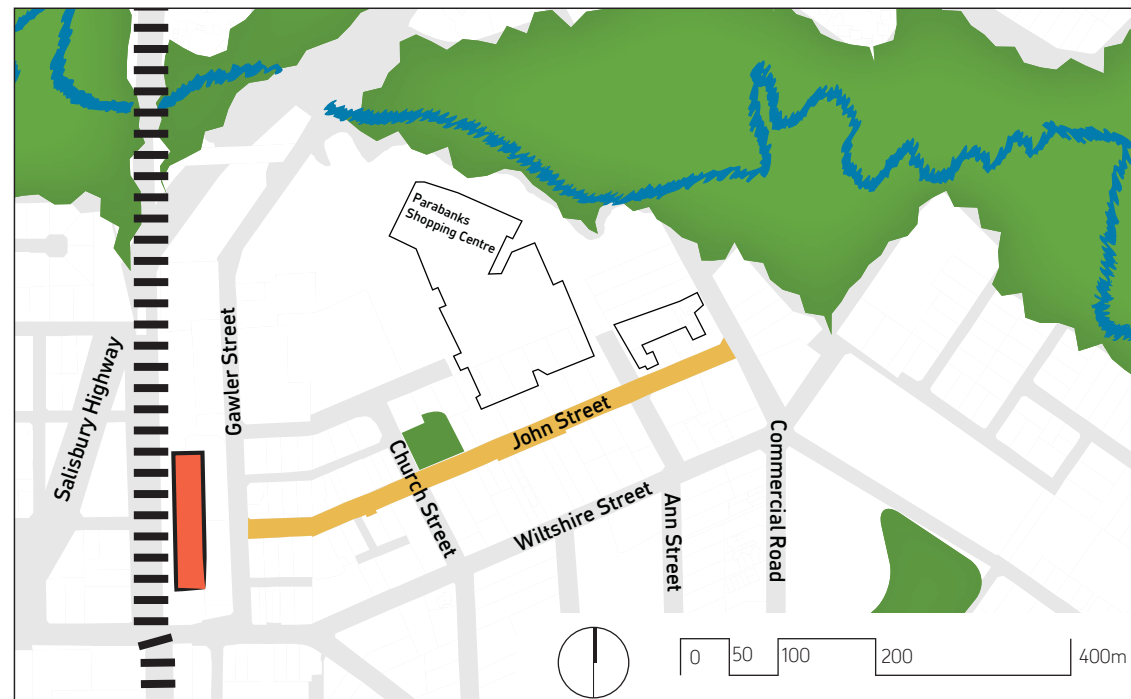 Parabanks
Shopping Centre
Gawler Street
Salisbury Highway
John Street
Church Street
Wiltshire Street
Ann Street
Commercial Road
0 50 100 200 400m